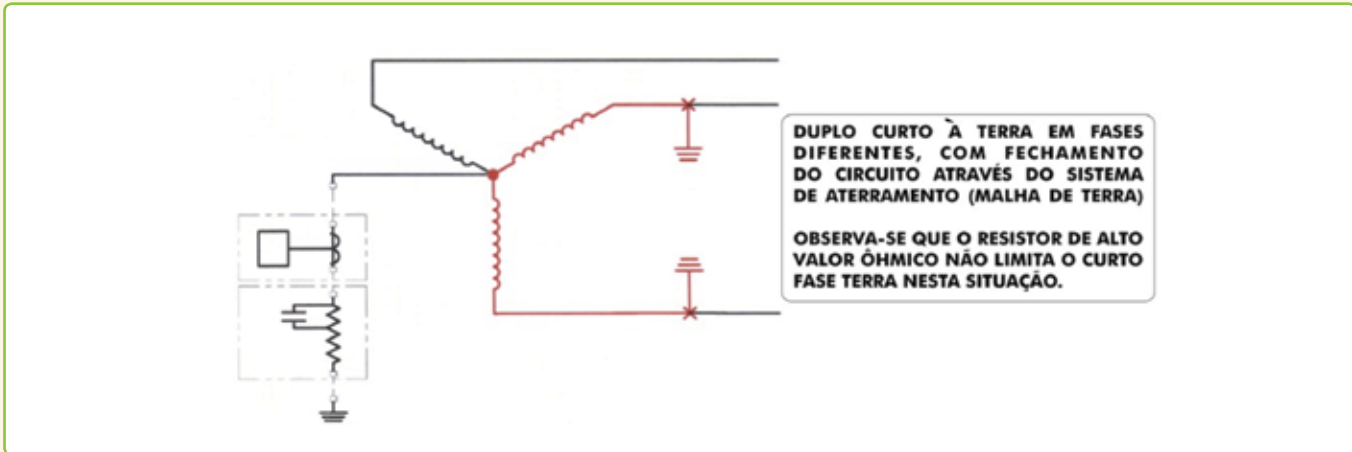 DUPLO CURTO À TERRA EM FASES
DIFERENTES, COM FECHAMENTO
DO CIRCUITO ATRAVÉS DO SISTEMA
DE ATERRAMENTO (MALHA DE TERRA)
OBSERVA-SE QUE O RESISTOR DE ALTO
VALOR ÔHMICO NÃO LIMITA O CURTO
FASE TERRA NESTA SITUAÇÃO.